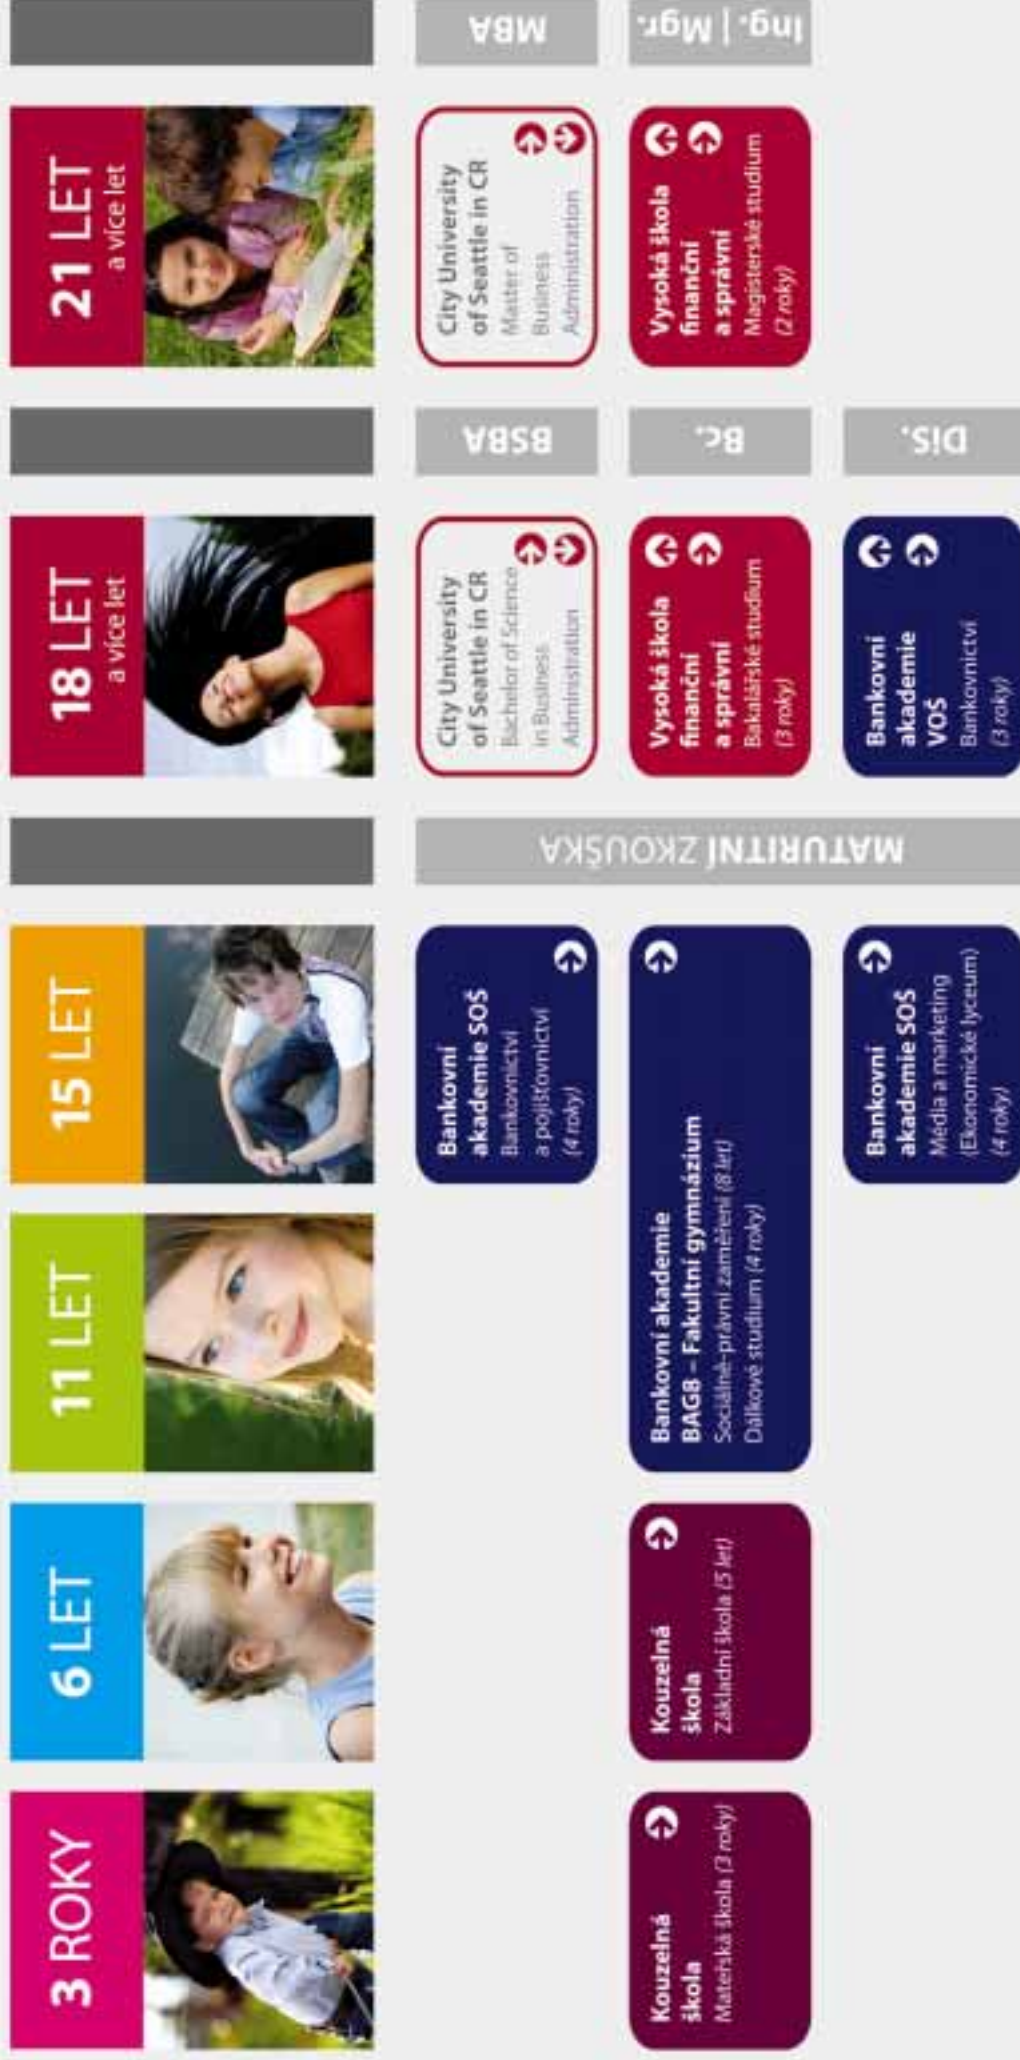 3 ROKY
6 LET
11 LET
15 LET
18 LET
a více let
21 LET
a více let
Bankovní
akademie SOŠ
Bankovnictví
a pojišťovnictví
(4 roky)
City University
of Seattle in CR
Bachelor of Science
in Business
Administration
BSBA
City University
of Seattle in CR
Master of
Business
Administration
MBA
Kouzelná
škola
Mateřská škola (3 roky)
Kouzelná
škola
Základní škola (5 let)
Bankovní akademie
BAG8 – Fakultní gymnázium
Sociálně-právní zaměření (8 let)
Dálkové studium (4 roky)
MATURITNÍ ZKOUŠKA
Vysoká škola
finanční
a správní
Bakalářské studium
(3 roky)
Bc.
Vysoká škola
finanční
a správní
Magisterské studium
(2 roky)
Ing. | Mgr.
Bankovní
akademie SOŠ
Média a marketing
(Ekonomické lyceum)
(4 roky)
Bankovní
akademie
VOŠ
Bankovnictví
(3 roky)
DiS.